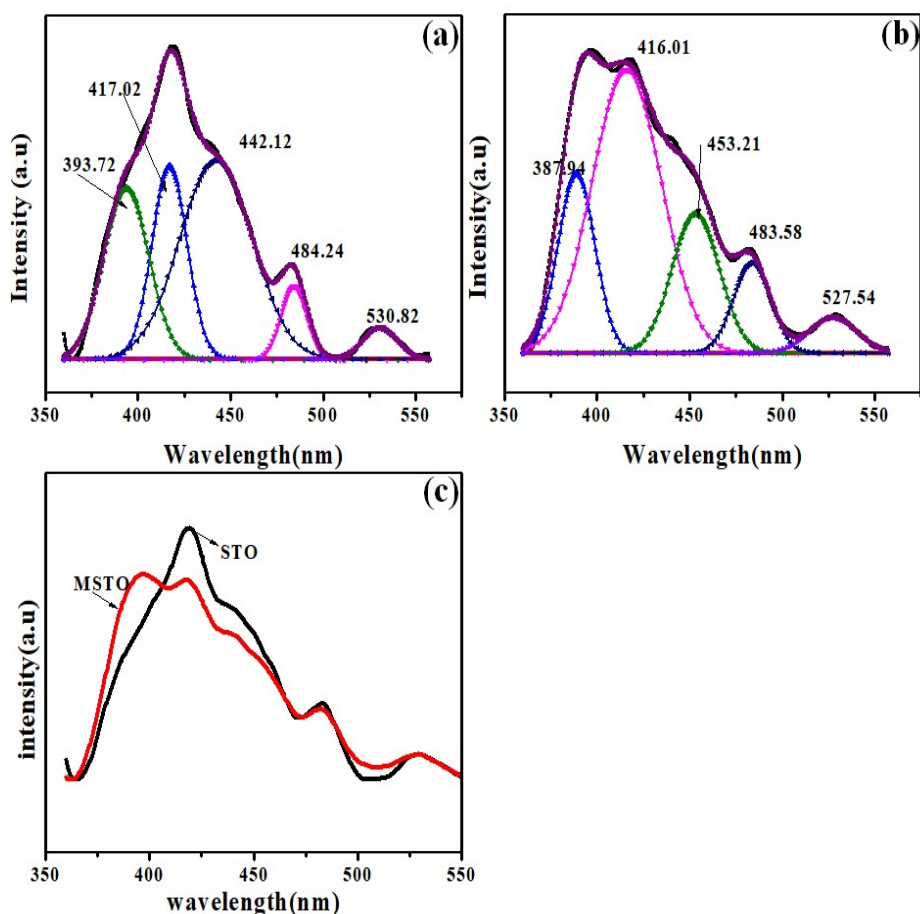 (a)
417.02
442.12
393.72
484.24
530.82
Intensity (a.u)
350 400 450 500 550
Wavelength(nm)
(b)
416.01
453.21
387.94
483.58
527.54
Intensity(a.u)
350 400 450 500 550
Wavelength(nm)
(c)
STO
MSTO
intensity(a.u)
350 400 450 500 550
wavelength(nm)